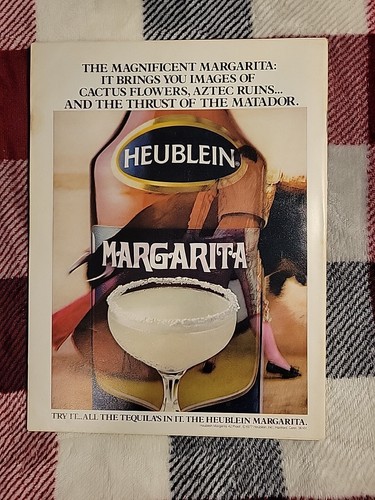 THE MAGNIFICENT MARGARITA:
IT BRINGS YOU IMAGES OF
CACTUS FLOWERS, AZTEC RUINS...
AND THE THRUST OF THE MATADOR.
HEUBLEIN
MARGARITA
TRY IT...ALL THE TEQUILA'S IN IT. THE HEUBLEIN MARGARITA.